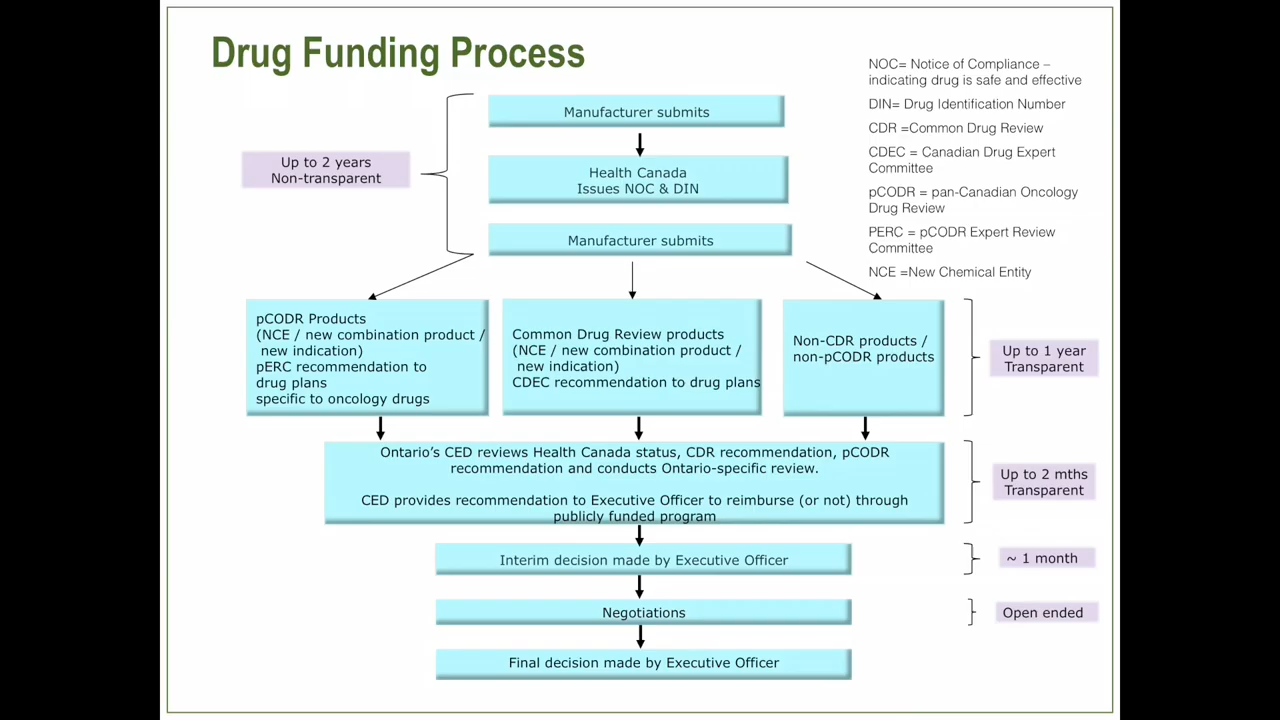 Drug Funding Process
NOC= Notice of Compliance –
indicating drug is safe and effective
DIN= Drug Identification Number
CDR =Common Drug Review
CDEC = Canadian Drug Expert
Committee
pCODR = pan-Canadian Oncology
Drug Review
PERC = pCODR Expert Review
Committee
NCE =New Chemical Entity
Manufacturer submits
Up to 2 years
Non-transparent
Health Canada
Issues NOC & DIN
Manufacturer submits
pCODR Products
(NCE / new combination product /
new indication)
pERC recommendation to
drug plans
specific to oncology drugs
Common Drug Review products
(NCE / new combination product /
new indication)
CDEC recommendation to drug plans
Non-CDR products /
non-pCODR products
Up to 1 year
Transparent
Ontario’s CED reviews Health Canada status, CDR recommendation, pCODR
recommendation and conducts Ontario-specific review.
CED provides recommendation to Executive Officer to reimburse (or not) through
publicly funded program
Up to 2 mths
Transparent
Interim decision made by Executive Officer
~ 1 month
Negotiations
Open ended
Final decision made by Executive Officer